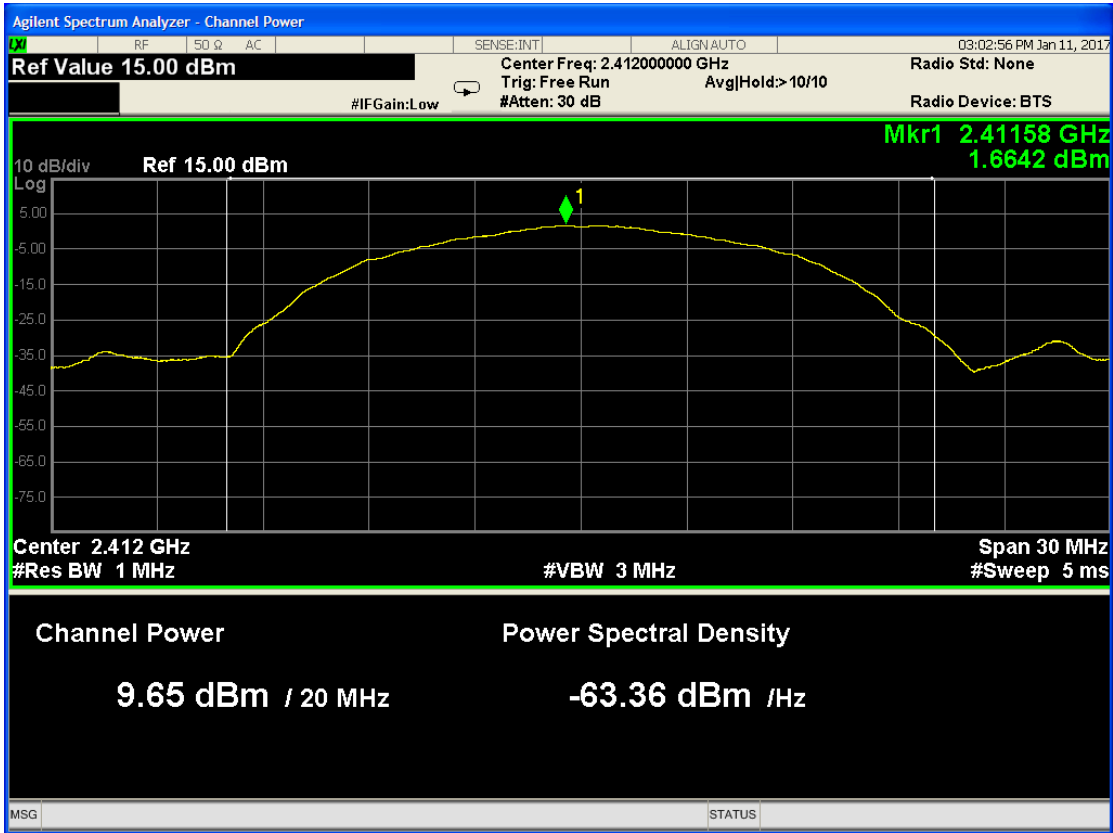 Agilent Spectrum Analyzer - Channel Power
LXI RF 50 Ω AC SENSE:INT ALIGNAUTO 03:02:56 PM Jan 11, 2017
Ref Value 15.00 dBm Center Freq: 2.412000000 GHz Radio Std: None
Trig: Free Run Avg|Hold:>10/10
#IFGain:Low #Atten: 30 dB Radio Device: BTS
Mkr1 2.41158 GHz
10 dB/div Ref 15.00 dBm 1.6642 dBm
Log
1
5.00
-5.00
-15.0
-25.0
-35.0
-45.0
-55.0
-65.0
-75.0
Center 2.412 GHz Span 30 MHz
#Res BW 1 MHz #VBW 3 MHz #Sweep 5 ms
Channel Power Power Spectral Density
9.65 dBm / 20 MHz -63.36 dBm /Hz
MSG STATUS